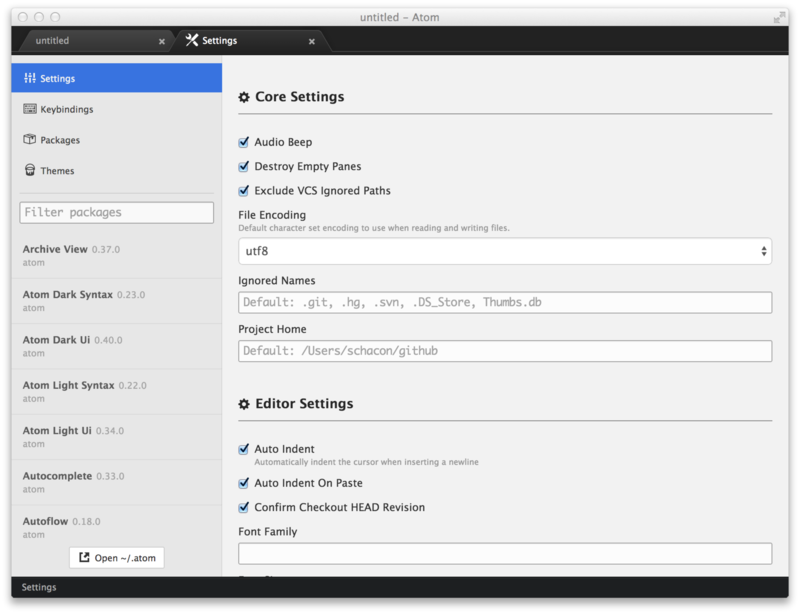 untitled – Atom
untitled
Settings
Settings
Keybindings
Packages
Themes
Filter packages
Archive View 0.37.0
atom
Atom Dark Syntax 0.23.0
atom
Atom Dark Ui 0.40.0
atom
Atom Light Syntax 0.22.0
atom
Atom Light Ui 0.34.0
atom
Autocomplete 0.33.0
atom
Autoflow 0.18.0
atom
Open ~/.atom
Core Settings
Audio Beep
Destroy Empty Panes
Exclude VCS Ignored Paths
File Encoding
Default character set encoding to use when reading and writing files.
utf8
Ignored Names
Default: .git, .hg, .svn, .DS_Store, Thumbs.db
Project Home
Default: /Users/schacon/github
Editor Settings
Auto Indent
Automatically indent the cursor when inserting a newline
Auto Indent On Paste
Confirm Checkout HEAD Revision
Font Family
Settings